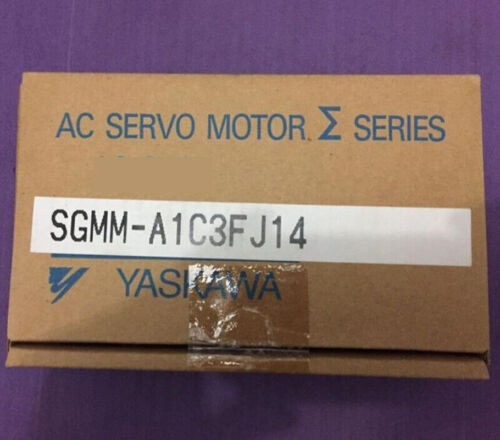 AC SERVO MOTOR Σ SERIES
SGMM-A1C3FJ14
YASKAWA